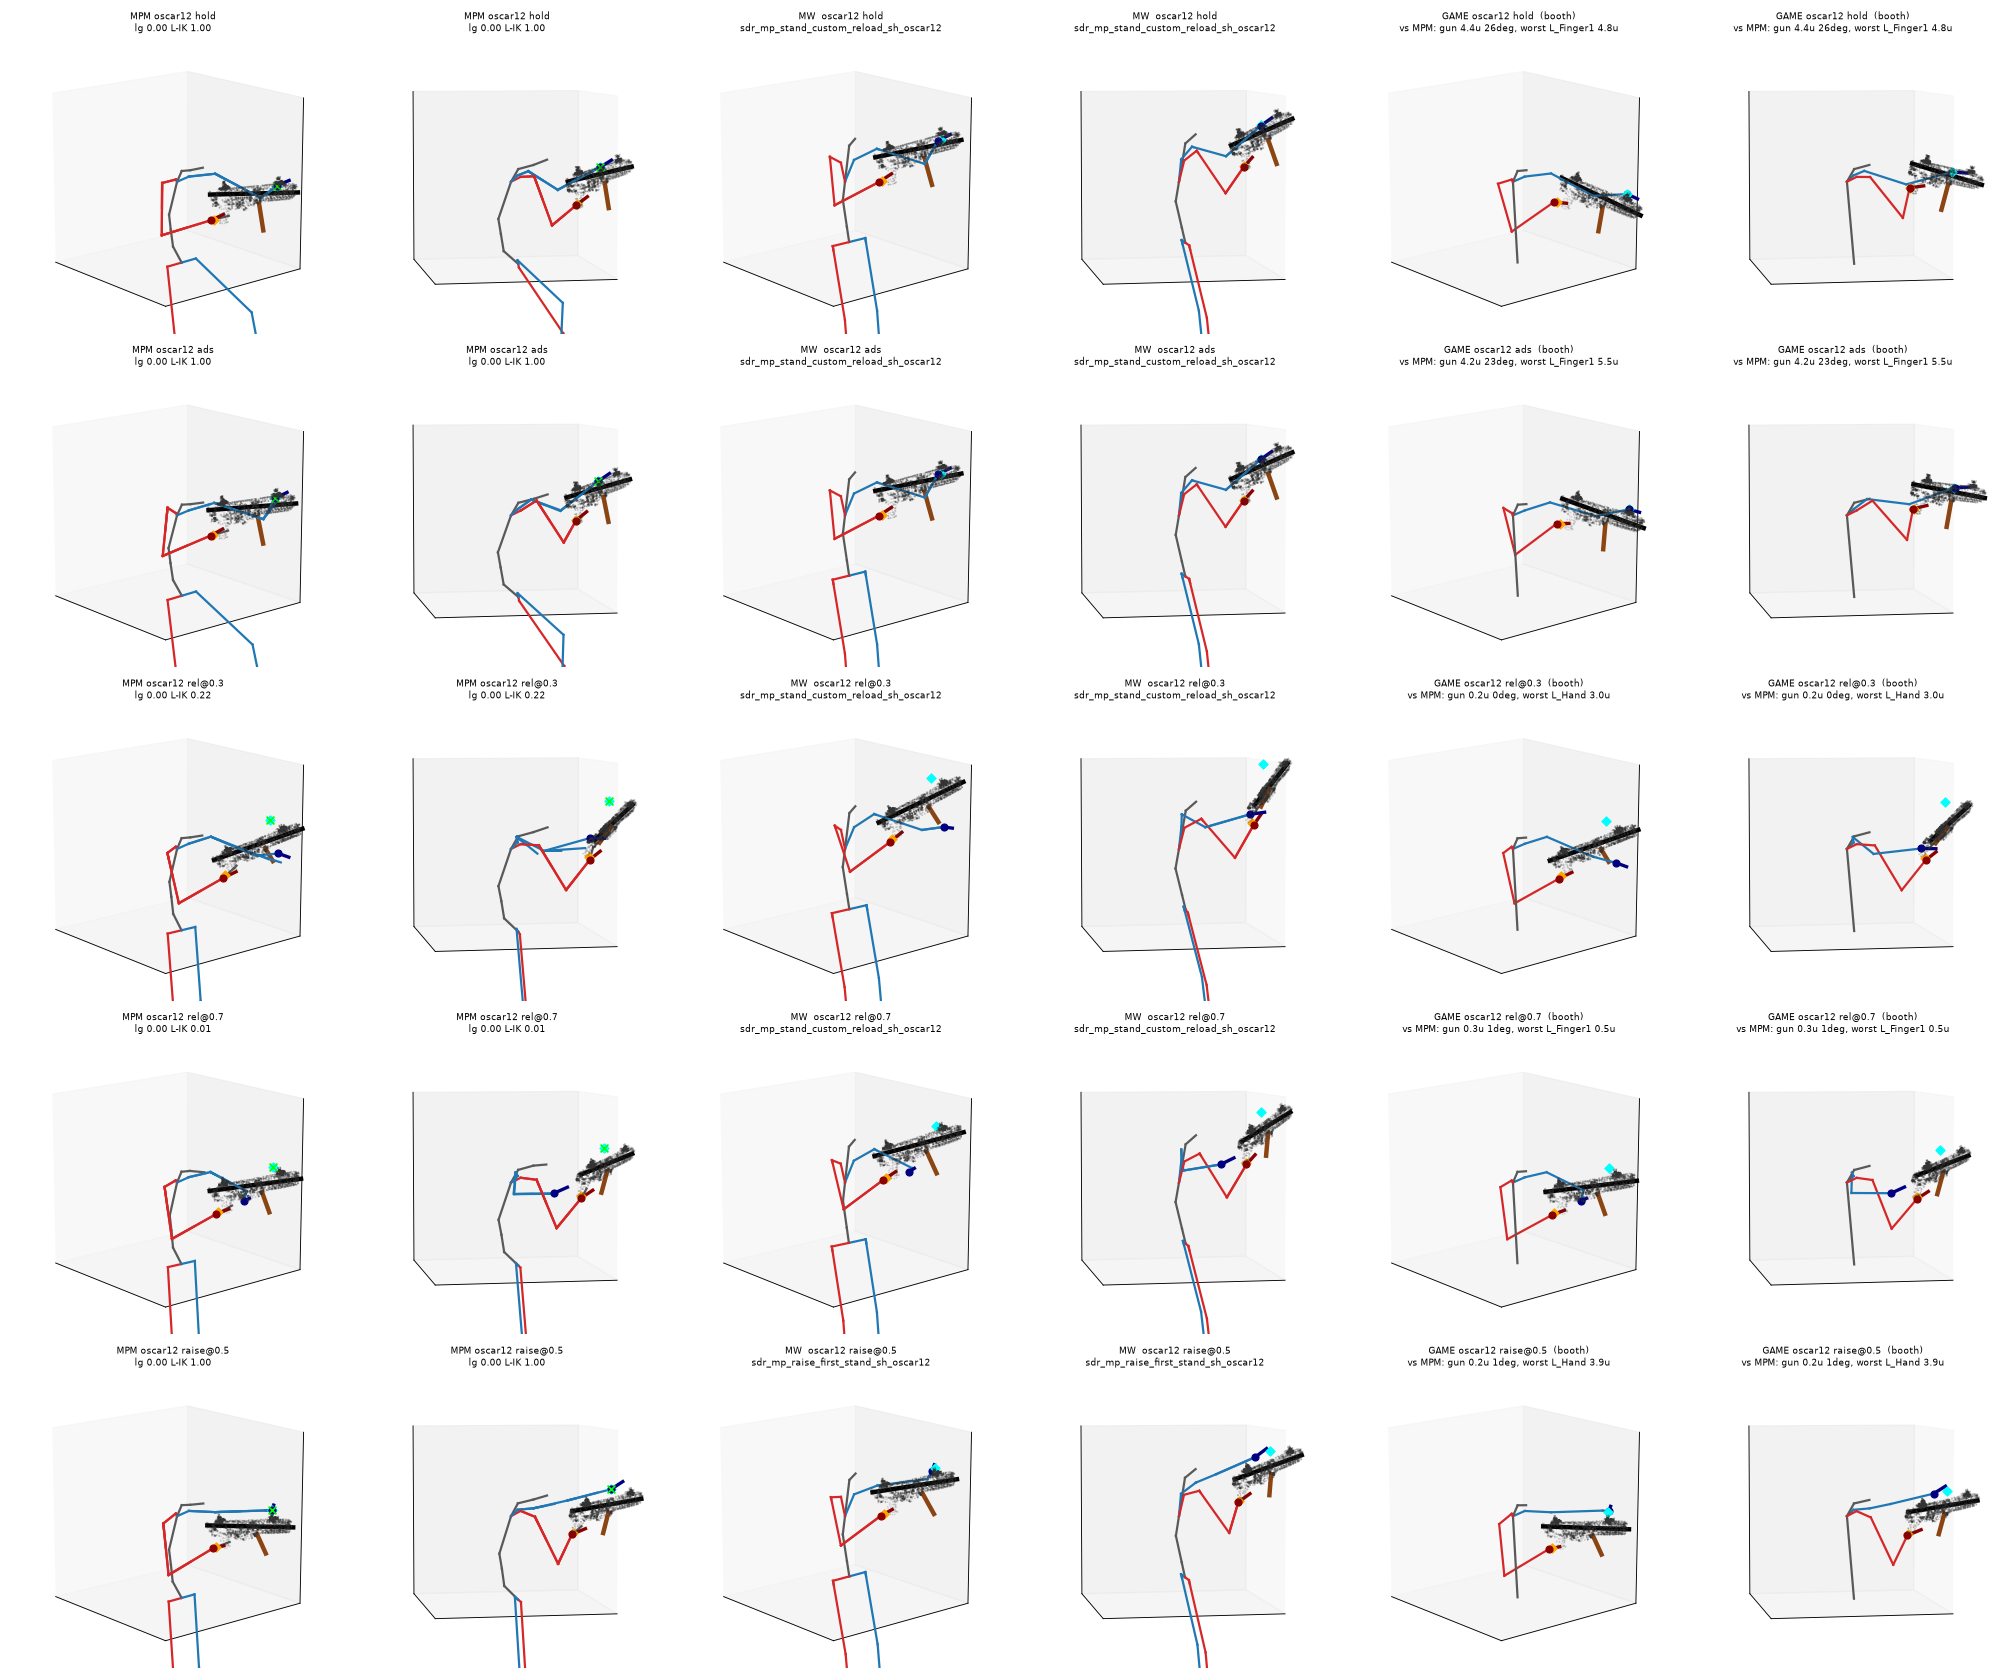 MPM oscar12 hold
lg 0.00 L-IK 1.00
MPM oscar12 hold
lg 0.00 L-IK 1.00
MW  oscar12 hold
sdr_mp_stand_custom_reload_sh_oscar12
MW  oscar12 hold
sdr_mp_stand_custom_reload_sh_oscar12
GAME oscar12 hold  (booth)
vs MPM: gun 4.4u 26deg, worst L_Finger1 4.8u
GAME oscar12 hold  (booth)
vs MPM: gun 4.4u 26deg, worst L_Finger1 4.8u
MPM oscar12 ads
lg 0.00 L-IK 1.00
MPM oscar12 ads
lg 0.00 L-IK 1.00
MW  oscar12 ads
sdr_mp_stand_custom_reload_sh_oscar12
MW  oscar12 ads
sdr_mp_stand_custom_reload_sh_oscar12
GAME oscar12 ads  (booth)
vs MPM: gun 4.2u 23deg, worst L_Finger1 5.5u
GAME oscar12 ads  (booth)
vs MPM: gun 4.2u 23deg, worst L_Finger1 5.5u
MPM oscar12 rel@0.3
lg 0.00 L-IK 0.22
MPM oscar12 rel@0.3
lg 0.00 L-IK 0.22
MW  oscar12 rel@0.3
sdr_mp_stand_custom_reload_sh_oscar12
MW  oscar12 rel@0.3
sdr_mp_stand_custom_reload_sh_oscar12
GAME oscar12 rel@0.3  (booth)
vs MPM: gun 0.2u 0deg, worst L_Hand 3.0u
GAME oscar12 rel@0.3  (booth)
vs MPM: gun 0.2u 0deg, worst L_Hand 3.0u
MPM oscar12 rel@0.7
lg 0.00 L-IK 0.01
MPM oscar12 rel@0.7
lg 0.00 L-IK 0.01
MW  oscar12 rel@0.7
sdr_mp_stand_custom_reload_sh_oscar12
MW  oscar12 rel@0.7
sdr_mp_stand_custom_reload_sh_oscar12
GAME oscar12 rel@0.7  (booth)
vs MPM: gun 0.3u 1deg, worst L_Finger1 0.5u
GAME oscar12 rel@0.7  (booth)
vs MPM: gun 0.3u 1deg, worst L_Finger1 0.5u
MPM oscar12 raise@0.5
lg 0.00 L-IK 1.00
MPM oscar12 raise@0.5
lg 0.00 L-IK 1.00
MW  oscar12 raise@0.5
sdr_mp_raise_first_stand_sh_oscar12
MW  oscar12 raise@0.5
sdr_mp_raise_first_stand_sh_oscar12
GAME oscar12 raise@0.5  (booth)
vs MPM: gun 0.2u 1deg, worst L_Hand 3.9u
GAME oscar12 raise@0.5  (booth)
vs MPM: gun 0.2u 1deg, worst L_Hand 3.9u